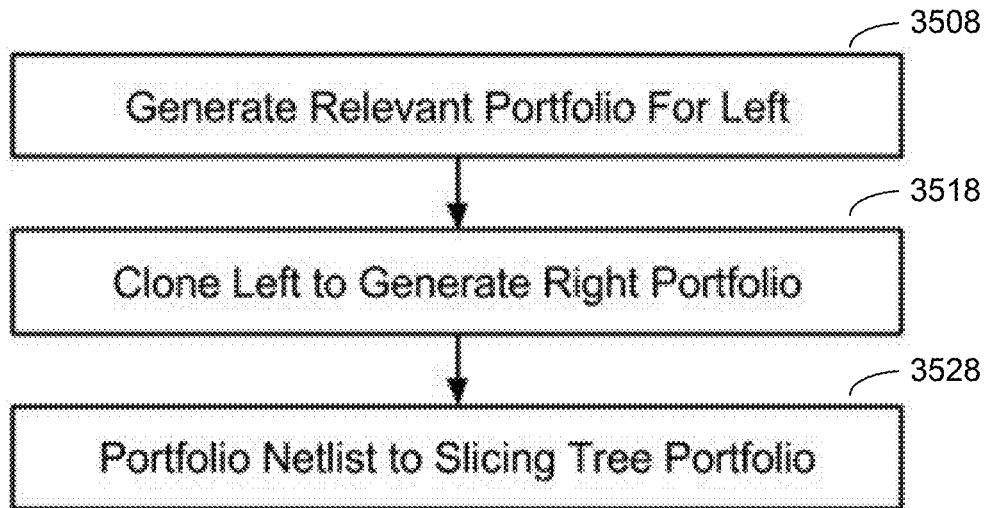 3508
Generate Relevant Portfolio For Left
3518
Clone Left to Generate Right Portfolio
3528
Portfolio Netlist to Slicing Tree Portfolio